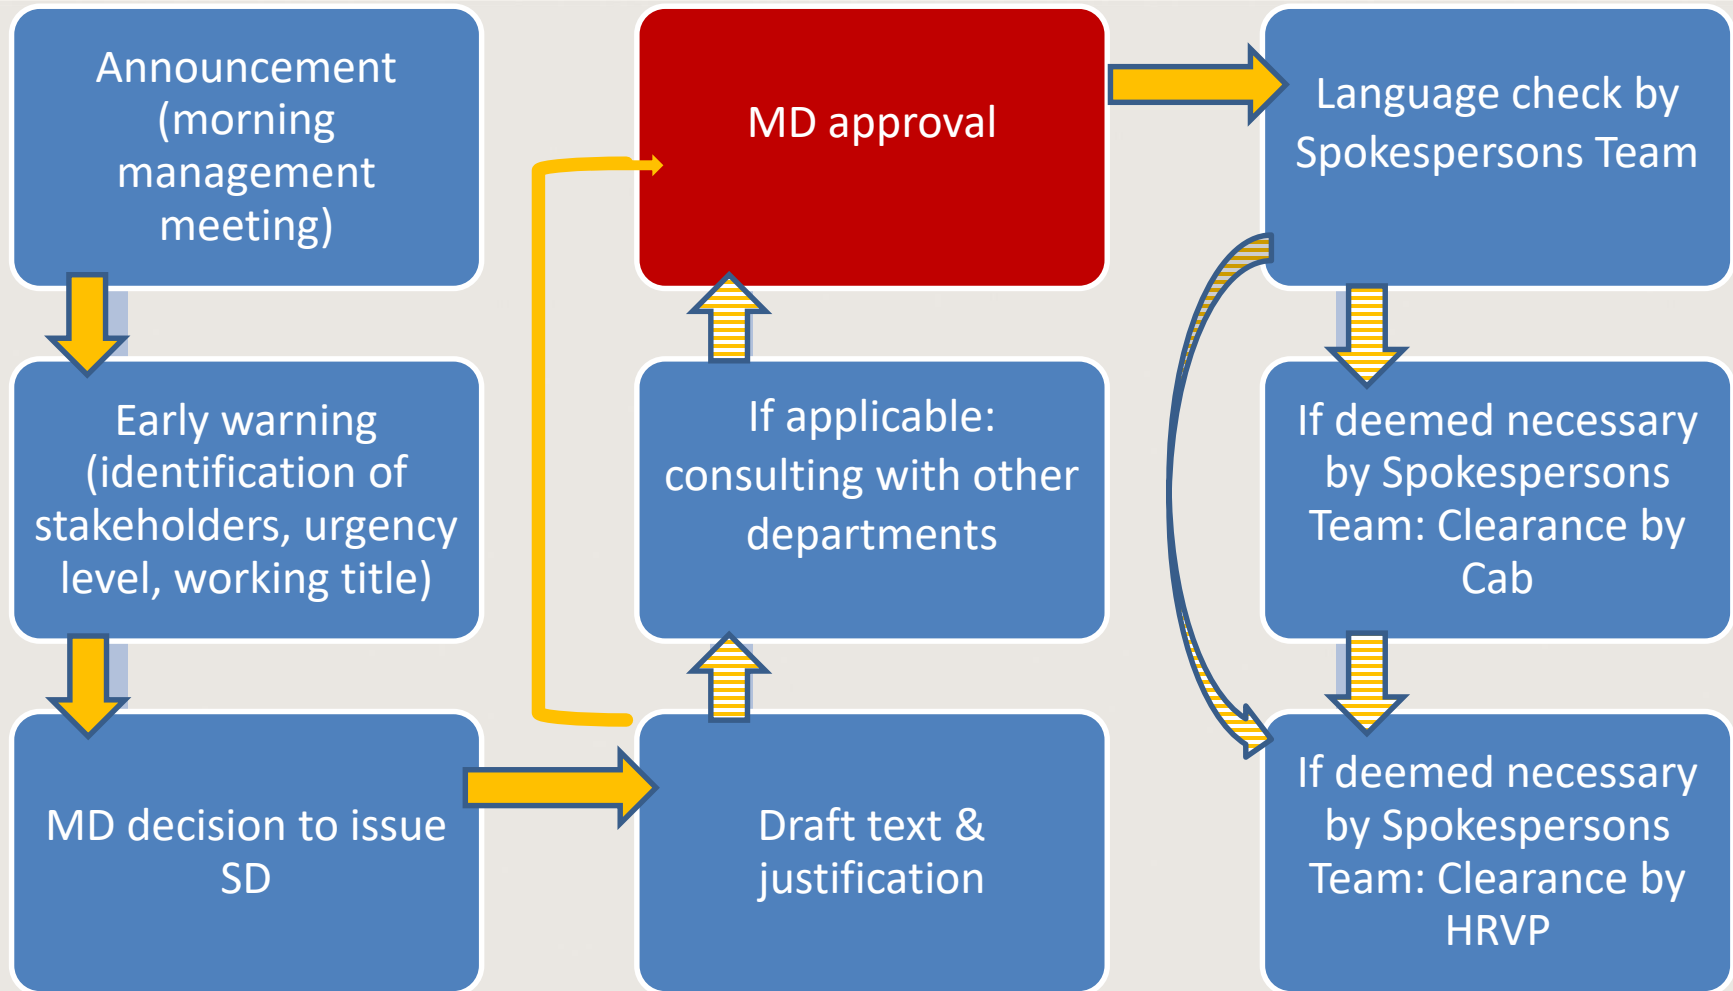 Announcement
(morning
management
meeting)
Early warning
(identification of
stakeholders, urgency
level, working title)
MD decision to issue
SD
Draft text &
justification
If applicable:
consulting with other
departments
MD approval
Language check by
Spokespersons Team
If deemed necessary
by Spokespersons
Team: Clearance by
Cab
If deemed necessary
by Spokespersons
Team: Clearance by
HRVP